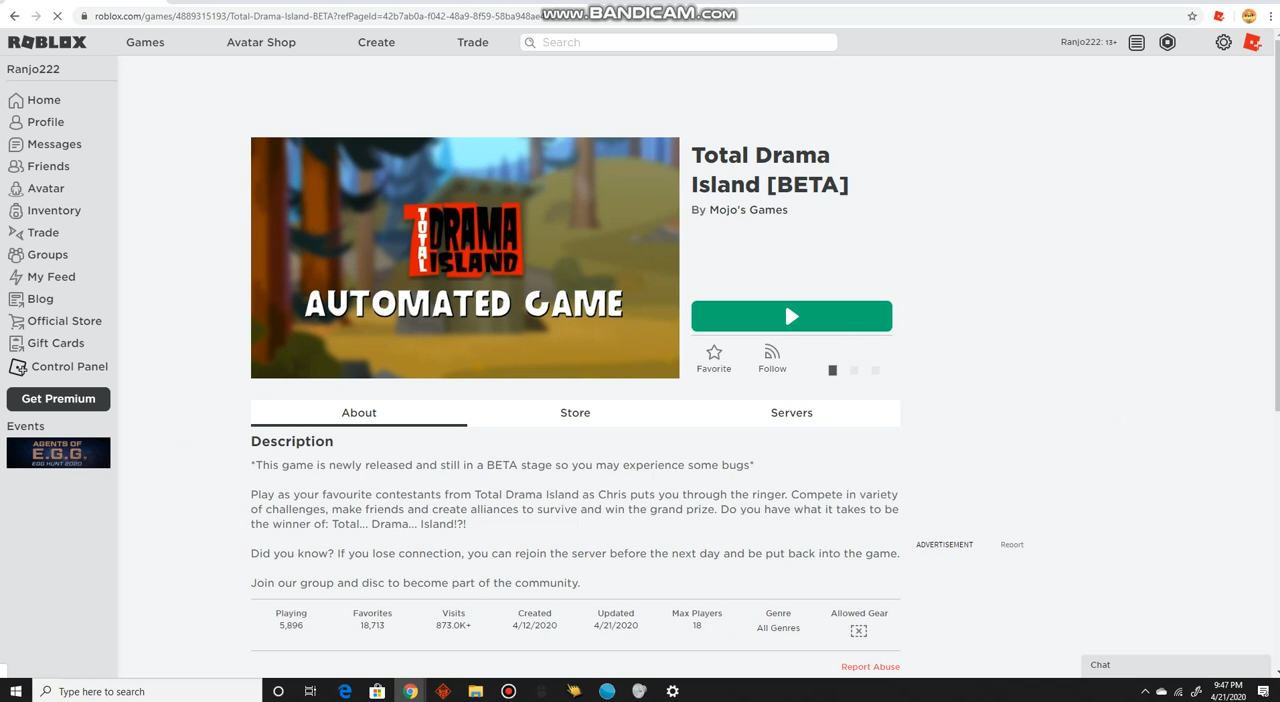 roblox.com/games/4889315193/Total-Drama-Island-BETA?refPageId=42b7ab0a-f042-48a9-8f59-58ba948ae
www.BANDICAM.com
ROBLOX
Games
Avatar Shop
Create
Trade
Search
Ranjo222: 13+
Ranjo222
Home
Profile
Messages
Friends
Avatar
Inventory
Trade
Groups
My Feed
Blog
Official Store
Gift Cards
Control Panel
Get Premium
Events
AGENTS OF
E.G.G.
EGG HUNT 2020
TOTAL DRAMA ISLAND
AUTOMATED GAME
Total Drama
Island [BETA]
By Mojo's Games
Favorite
Follow
About
Store
Servers
Description
*This game is newly released and still in a BETA stage so you may experience some bugs*
Play as your favourite contestants from Total Drama Island as Chris puts you through the ringer. Compete in variety
of challenges, make friends and create alliances to survive and win the grand prize. Do you have what it takes to be
the winner of: Total... Drama... Island!?!
Did you know? If you lose connection, you can rejoin the server before the next day and be put back into the game.
Join our group and disc to become part of the community.
Playing
5,896
Favorites
18,713
Visits
873.0K+
Created
4/12/2020
Updated
4/21/2020
Max Players
18
Genre
All Genres
Allowed Gear
Report Abuse
ADVERTISEMENT
Report
Chat
Type here to search
9:47 PM
4/21/2020